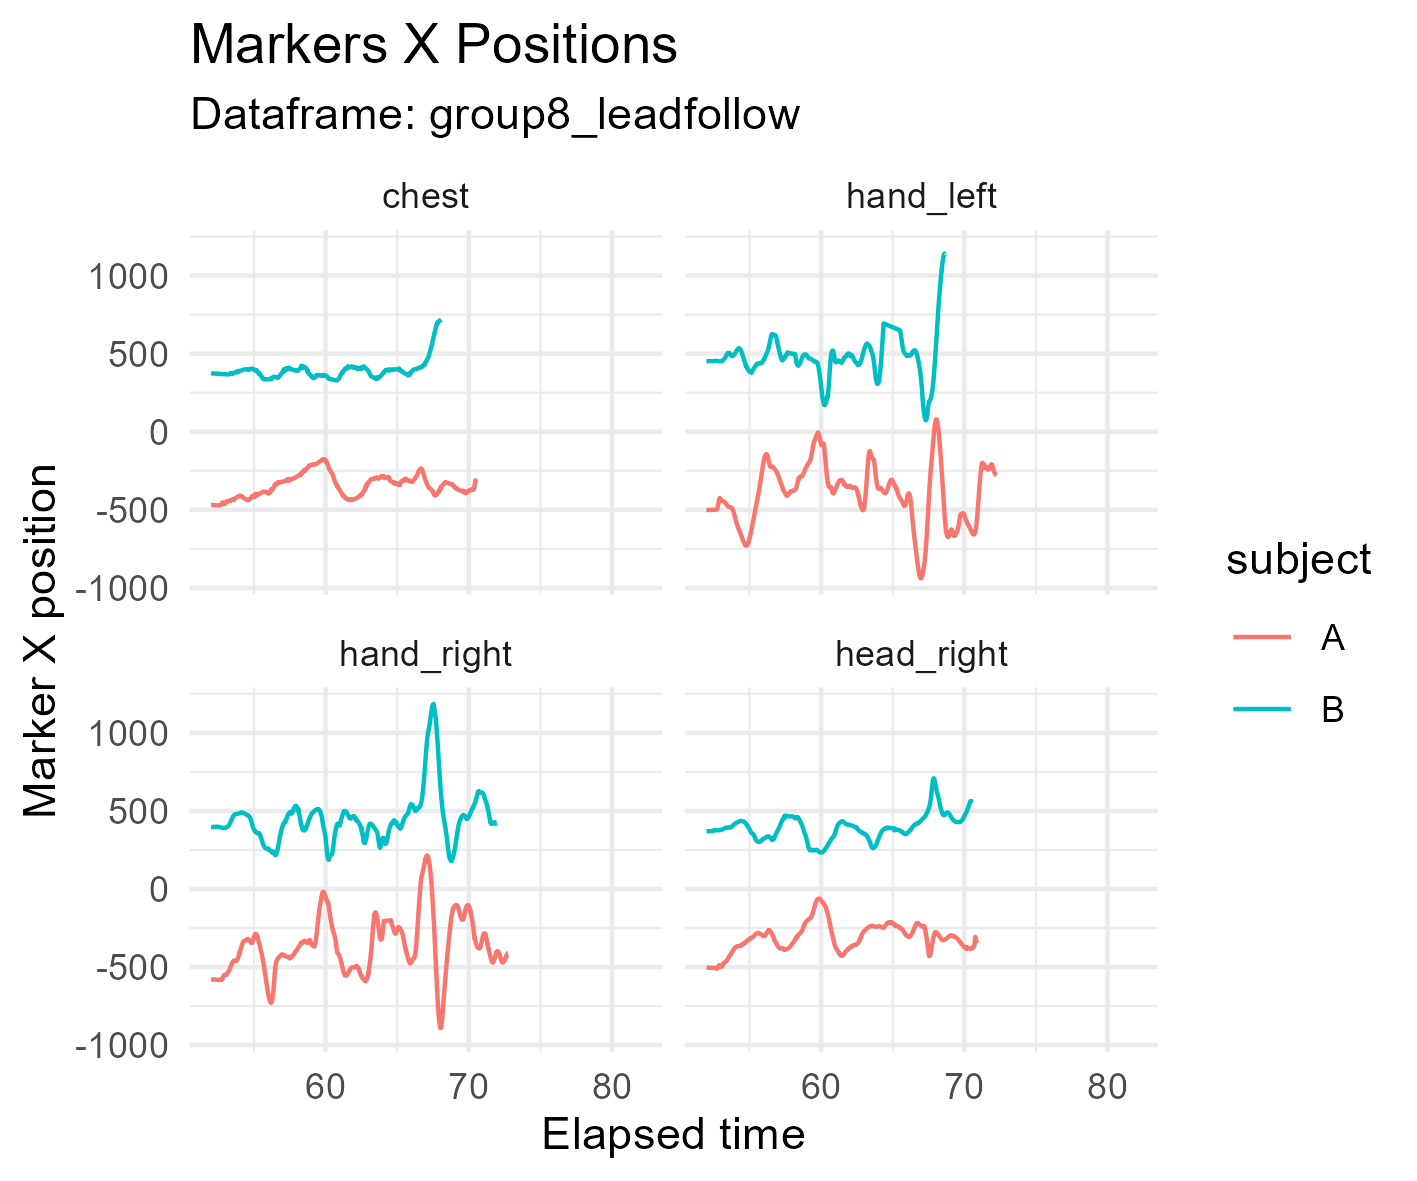 Markers X Positions
Dataframe: group8_leadfollow
chest
hand_left
1000
500
0
-500
-1000
hand_right
head_right
1000
500
0
-500
-1000
60
70
80
60
70
80
Elapsed time
Marker X position
subject
A
B